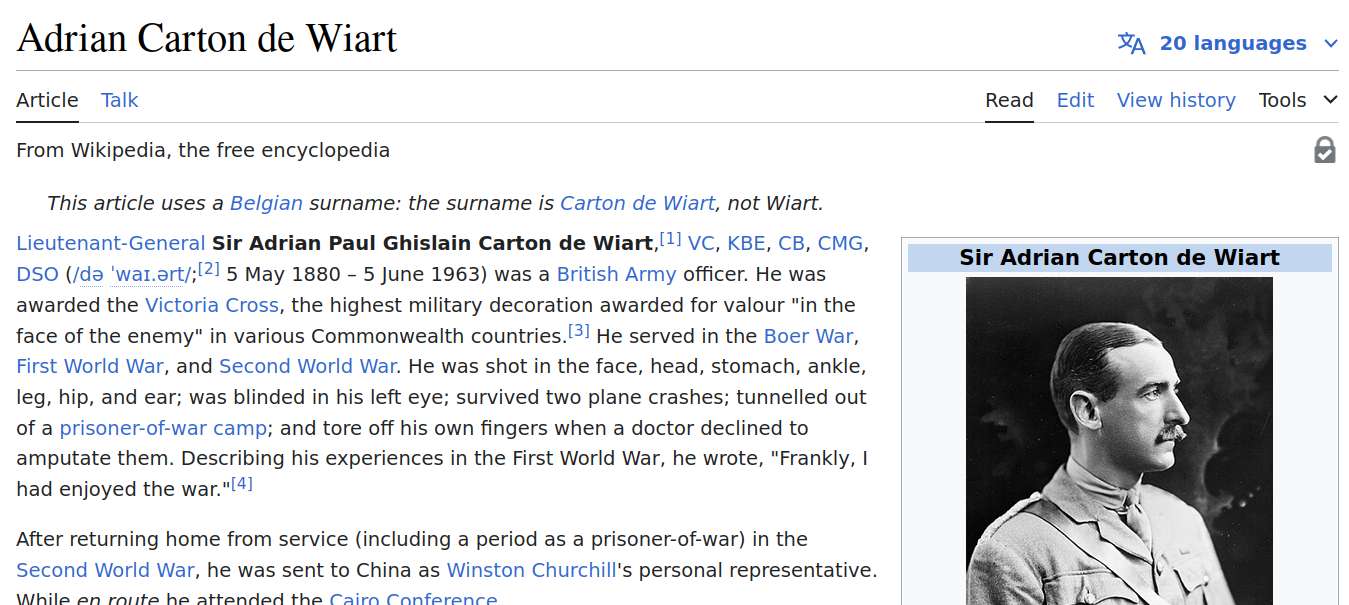 Adrian Carton de Wiart
20 languages
Article Talk
Read Edit View history Tools
From Wikipedia, the free encyclopedia
This article uses a Belgian surname: the surname is Carton de Wiart, not Wiart.
Lieutenant-General Sir Adrian Paul Ghislain Carton de Wiart,[1] VC, KBE, CB, CMG,
DSO (/də ˈwaɪ.ərt/;[2] 5 May 1880 – 5 June 1963) was a British Army officer. He was
awarded the Victoria Cross, the highest military decoration awarded for valour "in the
face of the enemy" in various Commonwealth countries.[3] He served in the Boer War,
First World War, and Second World War. He was shot in the face, head, stomach, ankle,
leg, hip, and ear; was blinded in his left eye; survived two plane crashes; tunnelled out
of a prisoner-of-war camp; and tore off his own fingers when a doctor declined to
amputate them. Describing his experiences in the First World War, he wrote, "Frankly, I
had enjoyed the war."[4]
After returning home from service (including a period as a prisoner-of-war) in the
Second World War, he was sent to China as Winston Churchill's personal representative.
While en route he attended the Cairo Conference.
Sir Adrian Carton de Wiart